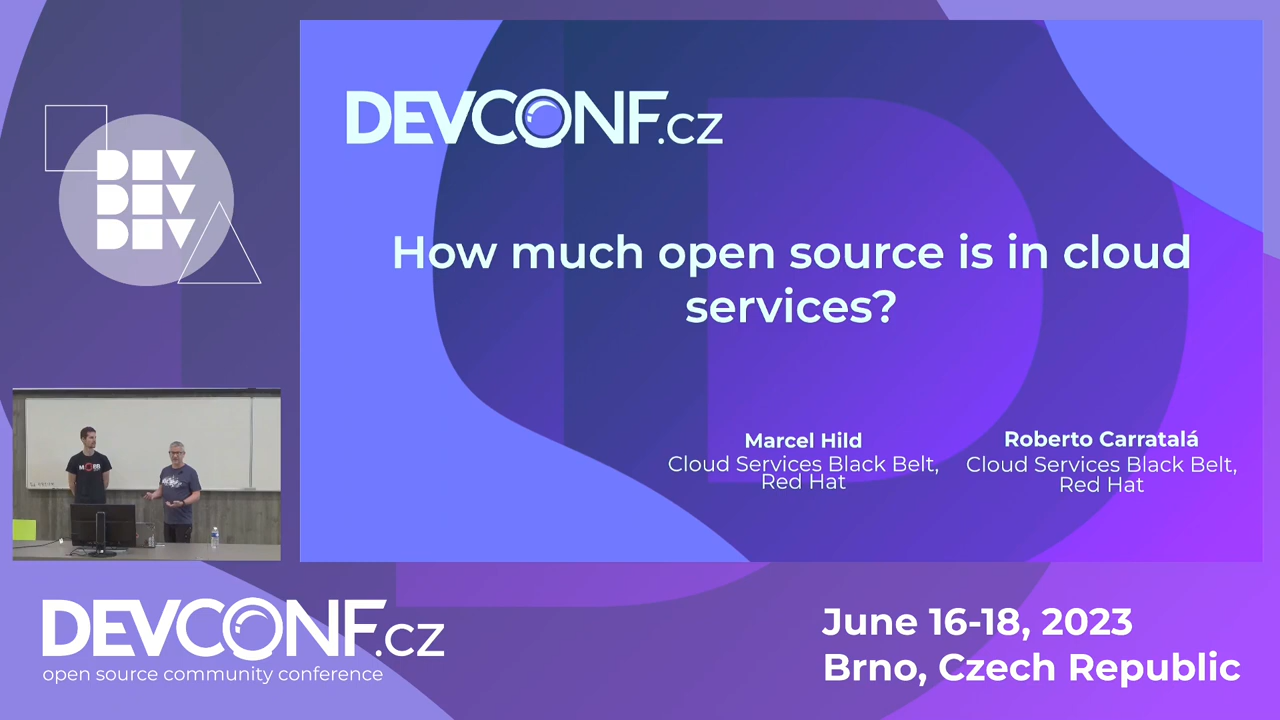 DEV
DEV
DEV
DEVCONF.cz
How much open source is in cloud
services?
Marcel Hild
Cloud Services Black Belt,
Red Hat
Roberto Carratalá
Cloud Services Black Belt,
Red Hat
DEVCONF.cz
open source community conference
June 16-18, 2023
Brno, Czech Republic